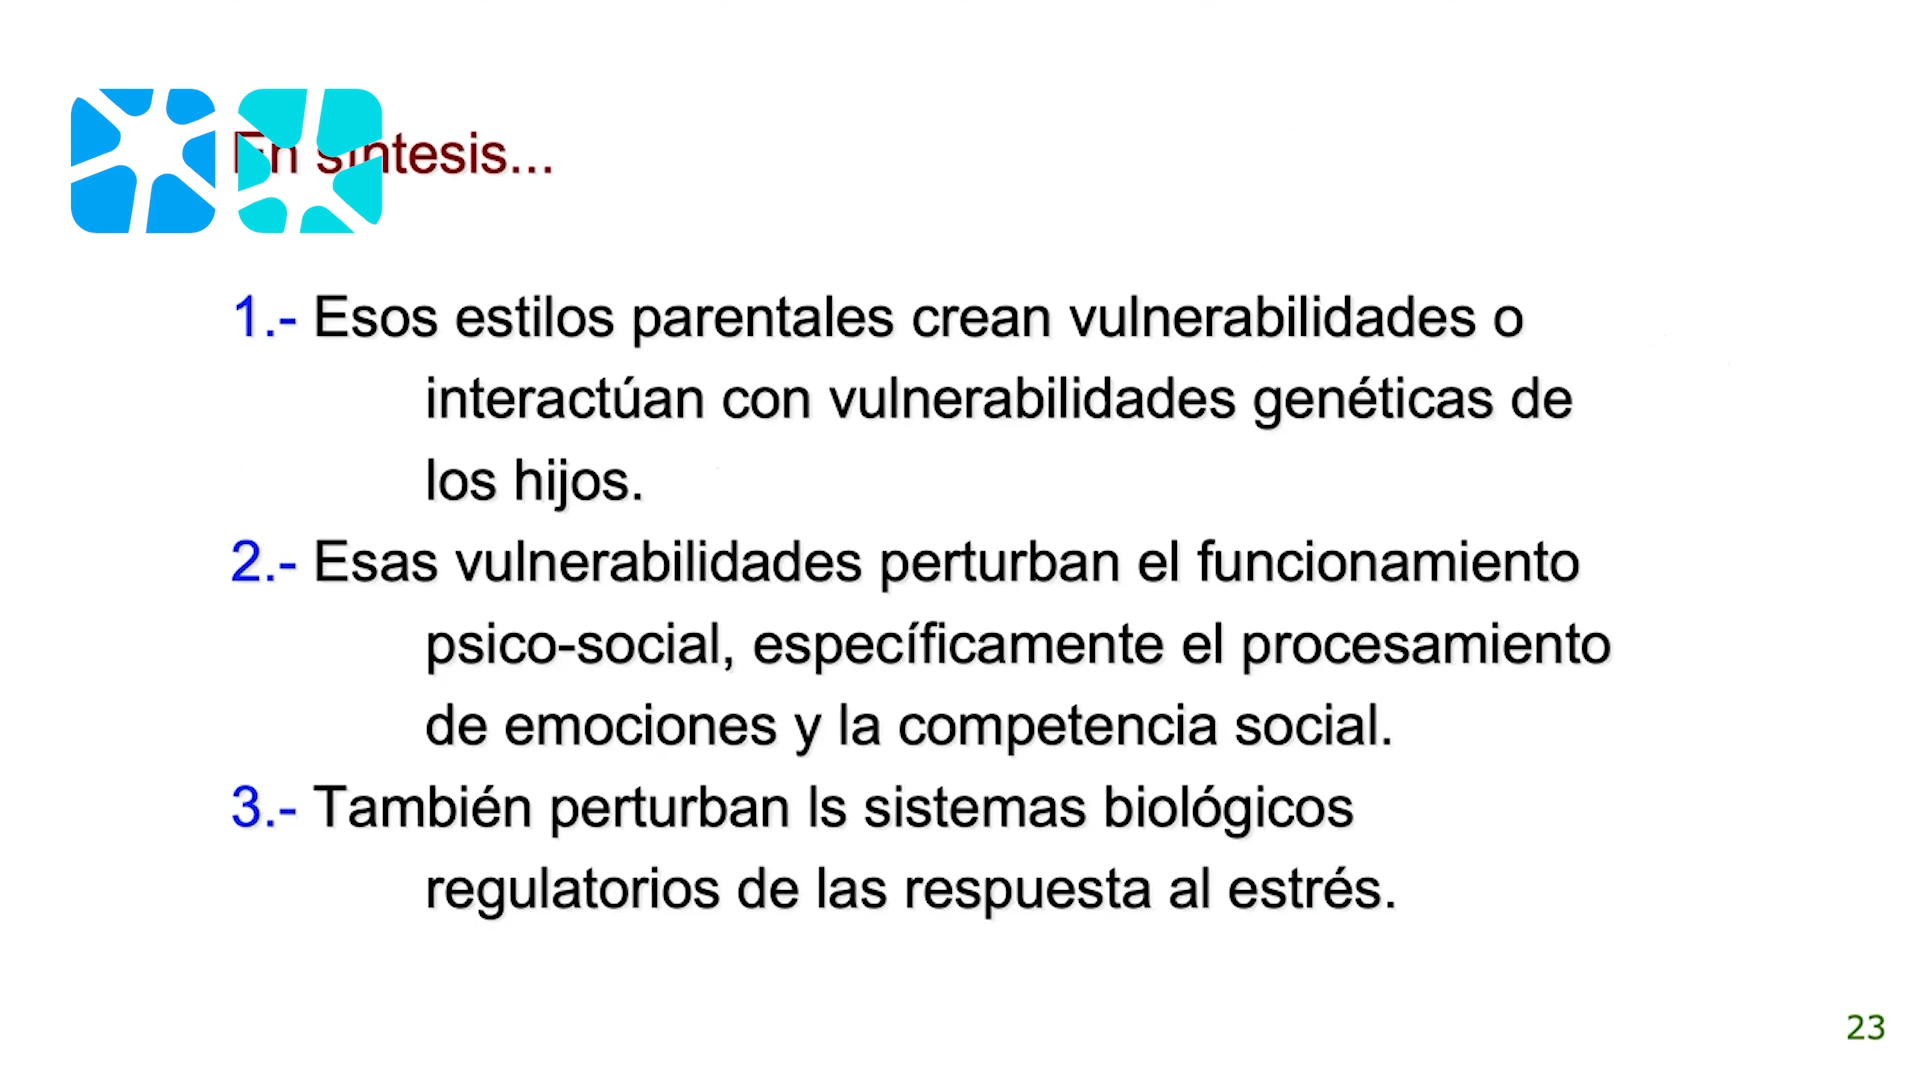 En síntesis...
1.- Esos estilos parentales crean vulnerabilidades o
interactúan con vulnerabilidades genéticas de
los hijos.
2.- Esas vulnerabilidades perturban el funcionamiento
psico-social, específicamente el procesamiento
de emociones y la competencia social.
3.- También perturban ls sistemas biológicos
regulatorios de las respuesta al estrés.
23